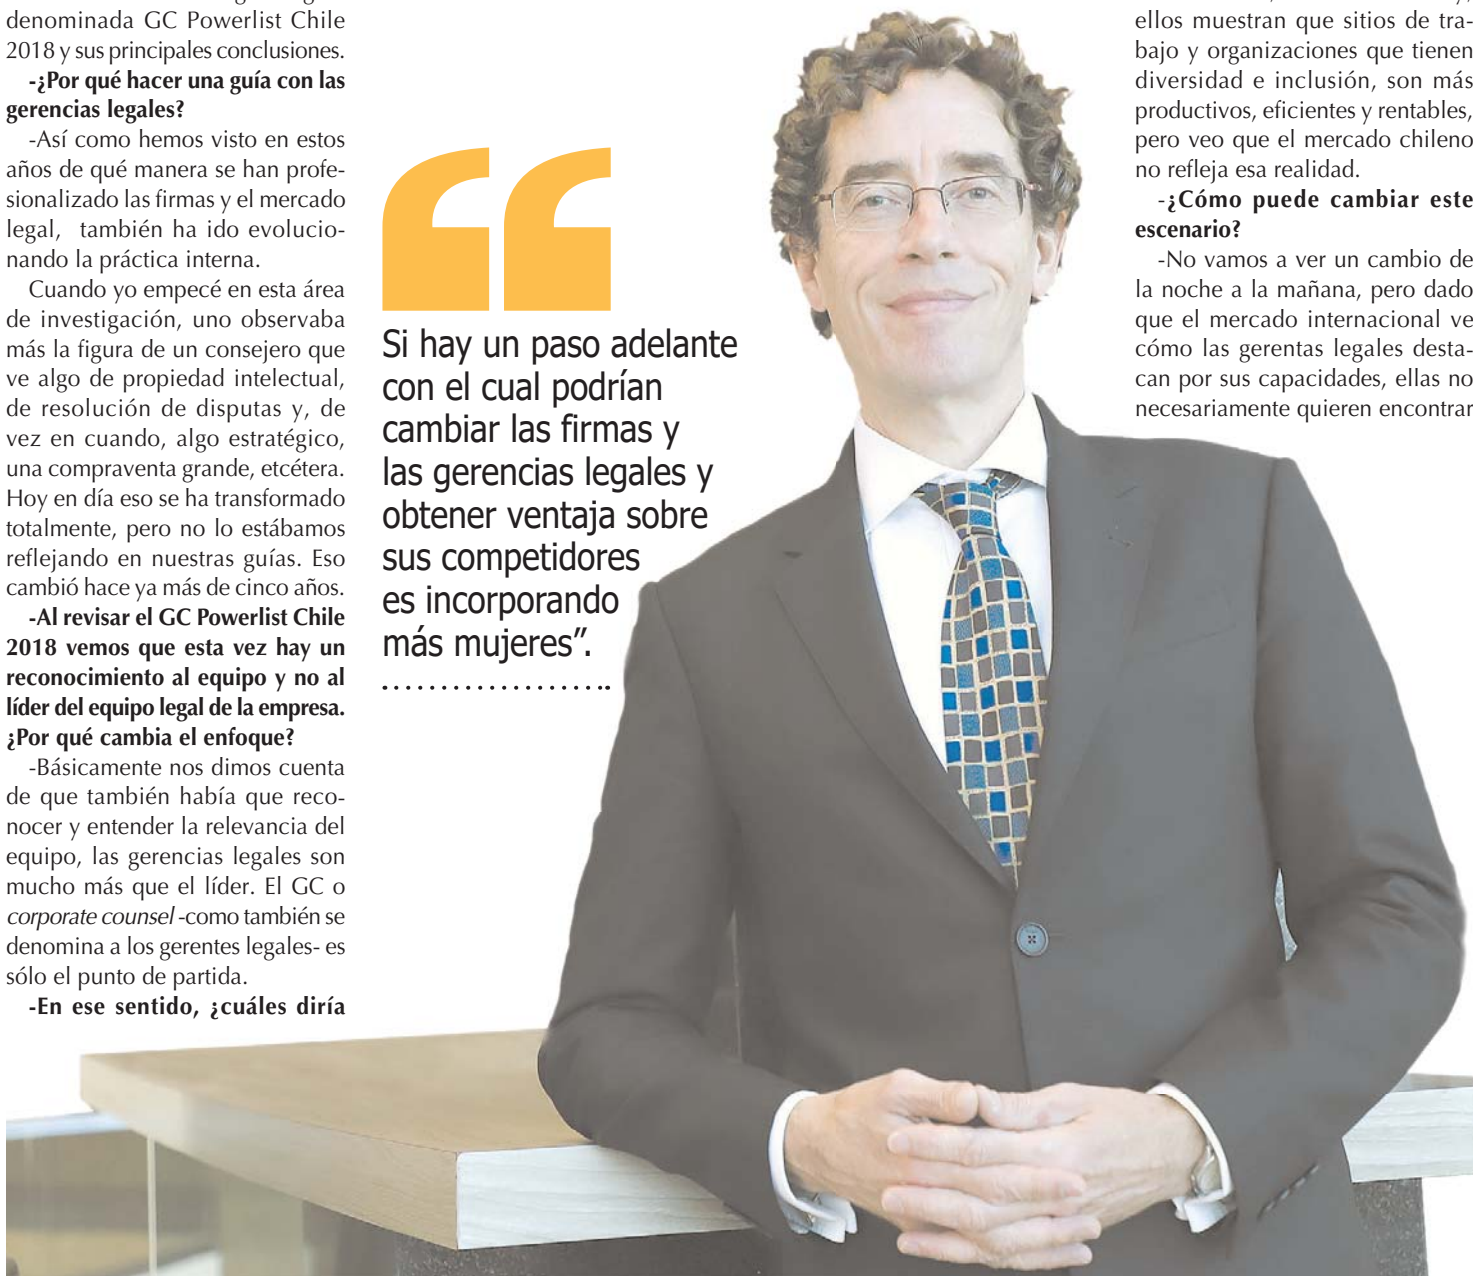 denominada GC Powerlist Chile
2018 y sus principales conclusiones.
-¿Por qué hacer una guía con las
gerencias legales?
-Así como hemos visto en estos
años de qué manera se han profe-
sionalizado las firmas y el mercado
legal, también ha ido evolucio-
nando la práctica interna.
Cuando yo empecé en esta área
de investigación, uno observaba
más la figura de un consejero que
ve algo de propiedad intelectual,
de resolución de disputas y, de
vez en cuando, algo estratégico,
una compraventa grande, etcétera.
Hoy en día eso se ha transformado
totalmente, pero no lo estábamos
reflejando en nuestras guías. Eso
cambió hace ya más de cinco años.
-Al revisar el GC Powerlist Chile
2018 vemos que esta vez hay un
reconocimiento al equipo y no al
líder del equipo legal de la empresa.
¿Por qué cambia el enfoque?
-Básicamente nos dimos cuenta
de que también había que reco-
nocer y entender la relevancia del
equipo, las gerencias legales son
mucho más que el líder. El GC o
corporate counsel -como también se
denomina a los gerentes legales- es
sólo el punto de partida.
-En ese sentido, ¿cuáles diría
“
Si hay un paso adelante
con el cual podrían
cambiar las firmas y
las gerencias legales y
obtener ventaja sobre
sus competidores
es incorporando
más mujeres”.
ellos muestran que sitios de tra-
bajo y organizaciones que tienen
diversidad e inclusión, son más
productivos, eficientes y rentables,
pero veo que el mercado chileno
no refleja esa realidad.
-¿Cómo puede cambiar este
escenario?
-No vamos a ver un cambio de
la noche a la mañana, pero dado
que el mercado internacional ve
cómo las gerentas legales desta-
can por sus capacidades, ellas no
necesariamente quieren encontrar